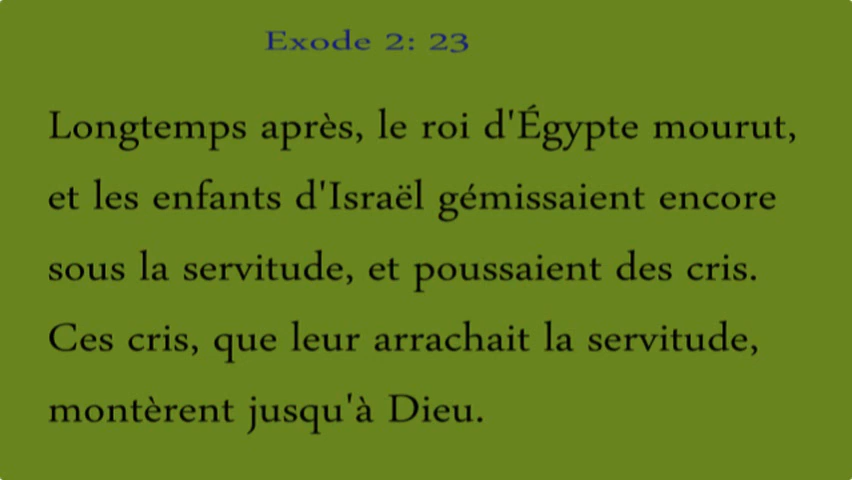 Exode 2: 23
Longtemps après, le roi d'Égypte mourut,
et les enfants d'Israël gémissaient encore
sous la servitude, et poussaient des cris.
Ces cris, que leur arrachait la servitude,
montèrent jusqu'à Dieu.